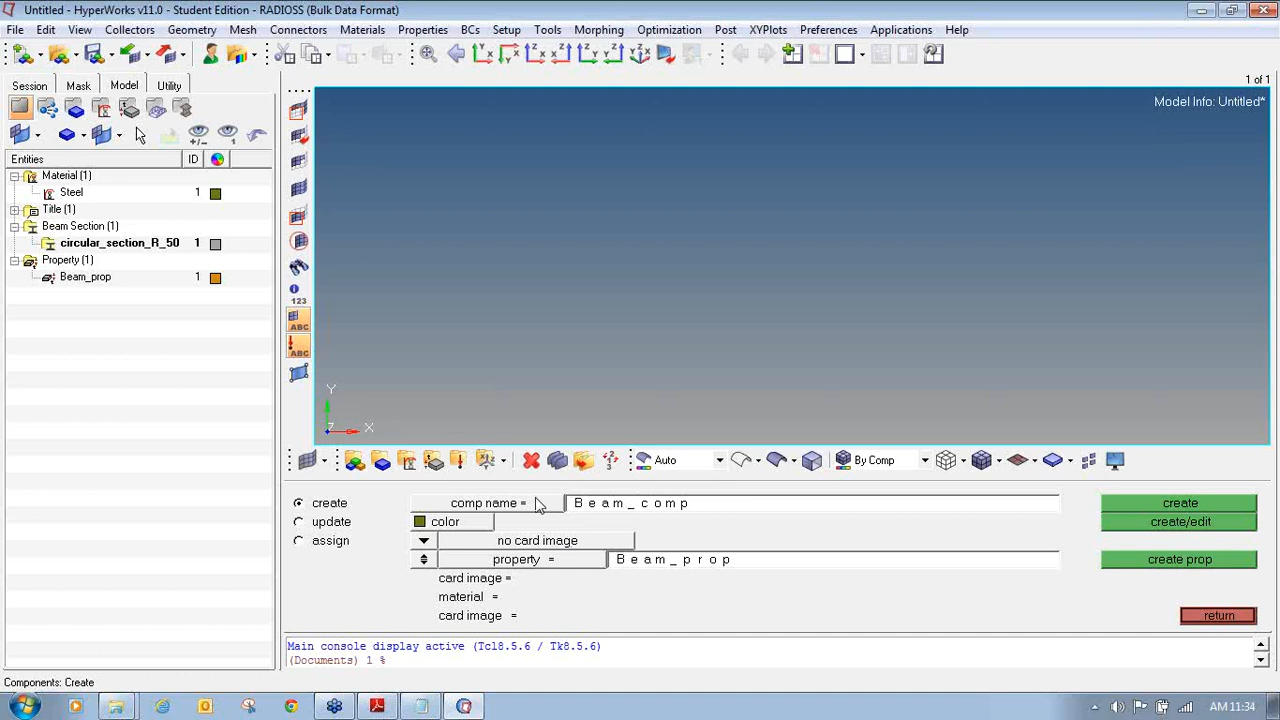 Untitled - HyperWorks v11.0 - Student Edition - RADIOSS (Bulk Data Format)
File Edit View Collectors Geometry Mesh Connectors Materials Properties BCs Setup Tools Morphing Optimization Post XYPlots Preferences Applications Help
Session Mask Model Utility
1 of 1
Model Info: Untitled*
Entities ID
Material (1)
Steel 1
Title (1)
Beam Section (1)
circular_section_R_50 1
Property (1)
Beam_prop 1
123
ABC
ABC
Y
Z X
Auto
By Comp
create comp name = Beam_comp create
update color create/edit
assign no card image
property = Beam_prop create prop
card image =
material =
card image =
return
Main console display active (Tcl8.5.6 / Tk8.5.6)
(Documents) 1 %
Components: Create
AM 11:34